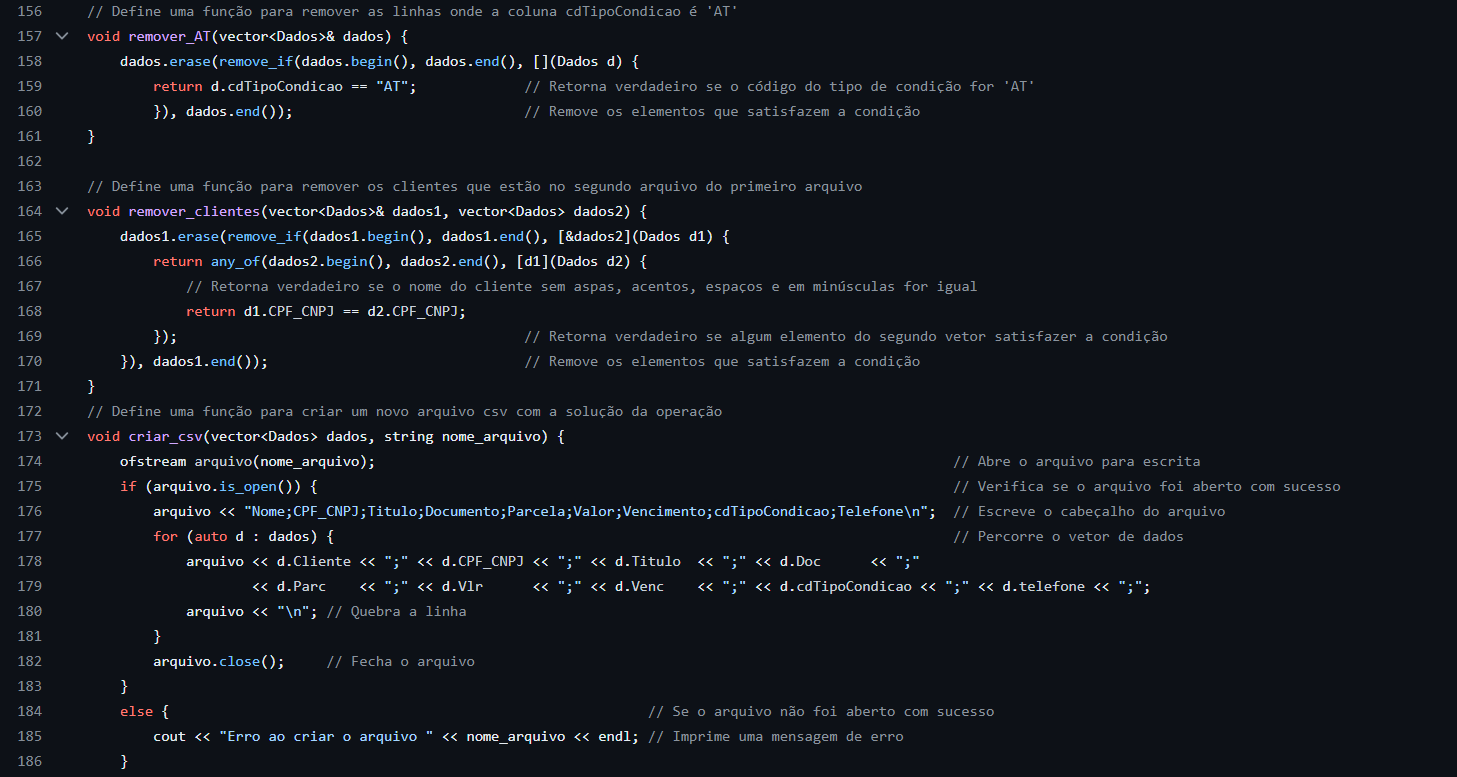 156 // Define uma função para remover as linhas onde a coluna cdTipoCondicao é 'AT'
157 void remover_AT(vector<Dados>& dados) {
158 dados.erase(remove_if(dados.begin(), dados.end(), [](Dados d) {
159 return d.cdTipoCondicao == "AT"; // Retorna verdadeiro se o código do tipo de condição for 'AT'
160 }), dados.end()); // Remove os elementos que satisfazem a condição
161 }
162
163 // Define uma função para remover os clientes que estão no segundo arquivo do primeiro arquivo
164 void remover_clientes(vector<Dados>& dados1, vector<Dados> dados2) {
165 dados1.erase(remove_if(dados1.begin(), dados1.end(), [&dados2](Dados d1) {
166 return any_of(dados2.begin(), dados2.end(), [d1](Dados d2) {
167 // Retorna verdadeiro se o nome do cliente sem aspas, acentos, espaços e em minúsculas for igual
168 return d1.CPF_CNPJ == d2.CPF_CNPJ;
169 }); // Retorna verdadeiro se algum elemento do segundo vetor satisfazer a condição
170 }), dados1.end()); // Remove os elementos que satisfazem a condição
171 }
172 // Define uma função para criar um novo arquivo csv com a solução da operação
173 void criar_csv(vector<Dados> dados, string nome_arquivo) {
174 ofstream arquivo(nome_arquivo); // Abre o arquivo para escrita
175 if (arquivo.is_open()) { // Verifica se o arquivo foi aberto com sucesso
176 arquivo << "Nome;CPF_CNPJ;Titulo;Documento;Parcela;Valor;Vencimento;cdTipoCondicao;Telefone\n"; // Escreve o cabeçalho do arquivo
177 for (auto d : dados) { // Percorre o vetor de dados
178 arquivo << d.Cliente << ";" << d.CPF_CNPJ << ";" << d.Titulo << ";" << d.Doc << ";"
179 << d.Parc << ";" << d.Vlr << ";" << d.Venc << ";" << d.cdTipoCondicao << ";" << d.telefone << ";";
180 arquivo << "\n"; // Quebra a linha
181 }
182 arquivo.close(); // Fecha o arquivo
183 }
184 else { // Se o arquivo não foi aberto com sucesso
185 cout << "Erro ao criar o arquivo " << nome_arquivo << endl; // Imprime uma mensagem de erro
186 }